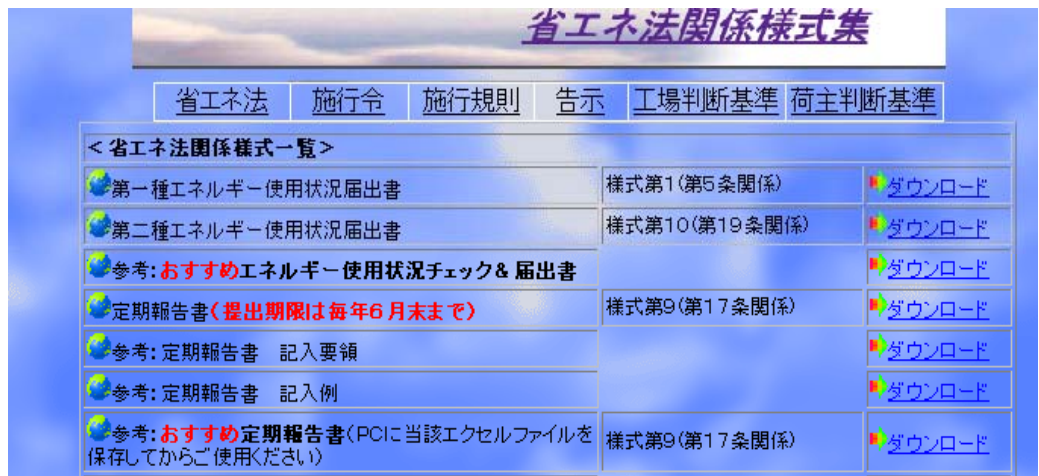 省エネ法関係様式集
省エネ法 施行令 施行規則 告示 工場判断基準 荷主判断基準
<省エネ法関係様式一覧>
第一種エネルギー使用状況届出書 様式第1(第5条関係) ダウンロード
第二種エネルギー使用状況届出書 様式第10(第19条関係) ダウンロード
参考:おすすめエネルギー使用状況チェック&届出書 ダウンロード
定期報告書(提出期限は毎年6月末まで) 様式第9(第17条関係) ダウンロード
参考:定期報告書 記入要領 ダウンロード
参考:定期報告書 記入例 ダウンロード
参考:おすすめ定期報告書(PCに当該エクセルファイルを
保存してからご使用ください) 様式第9(第17条関係) ダウンロード